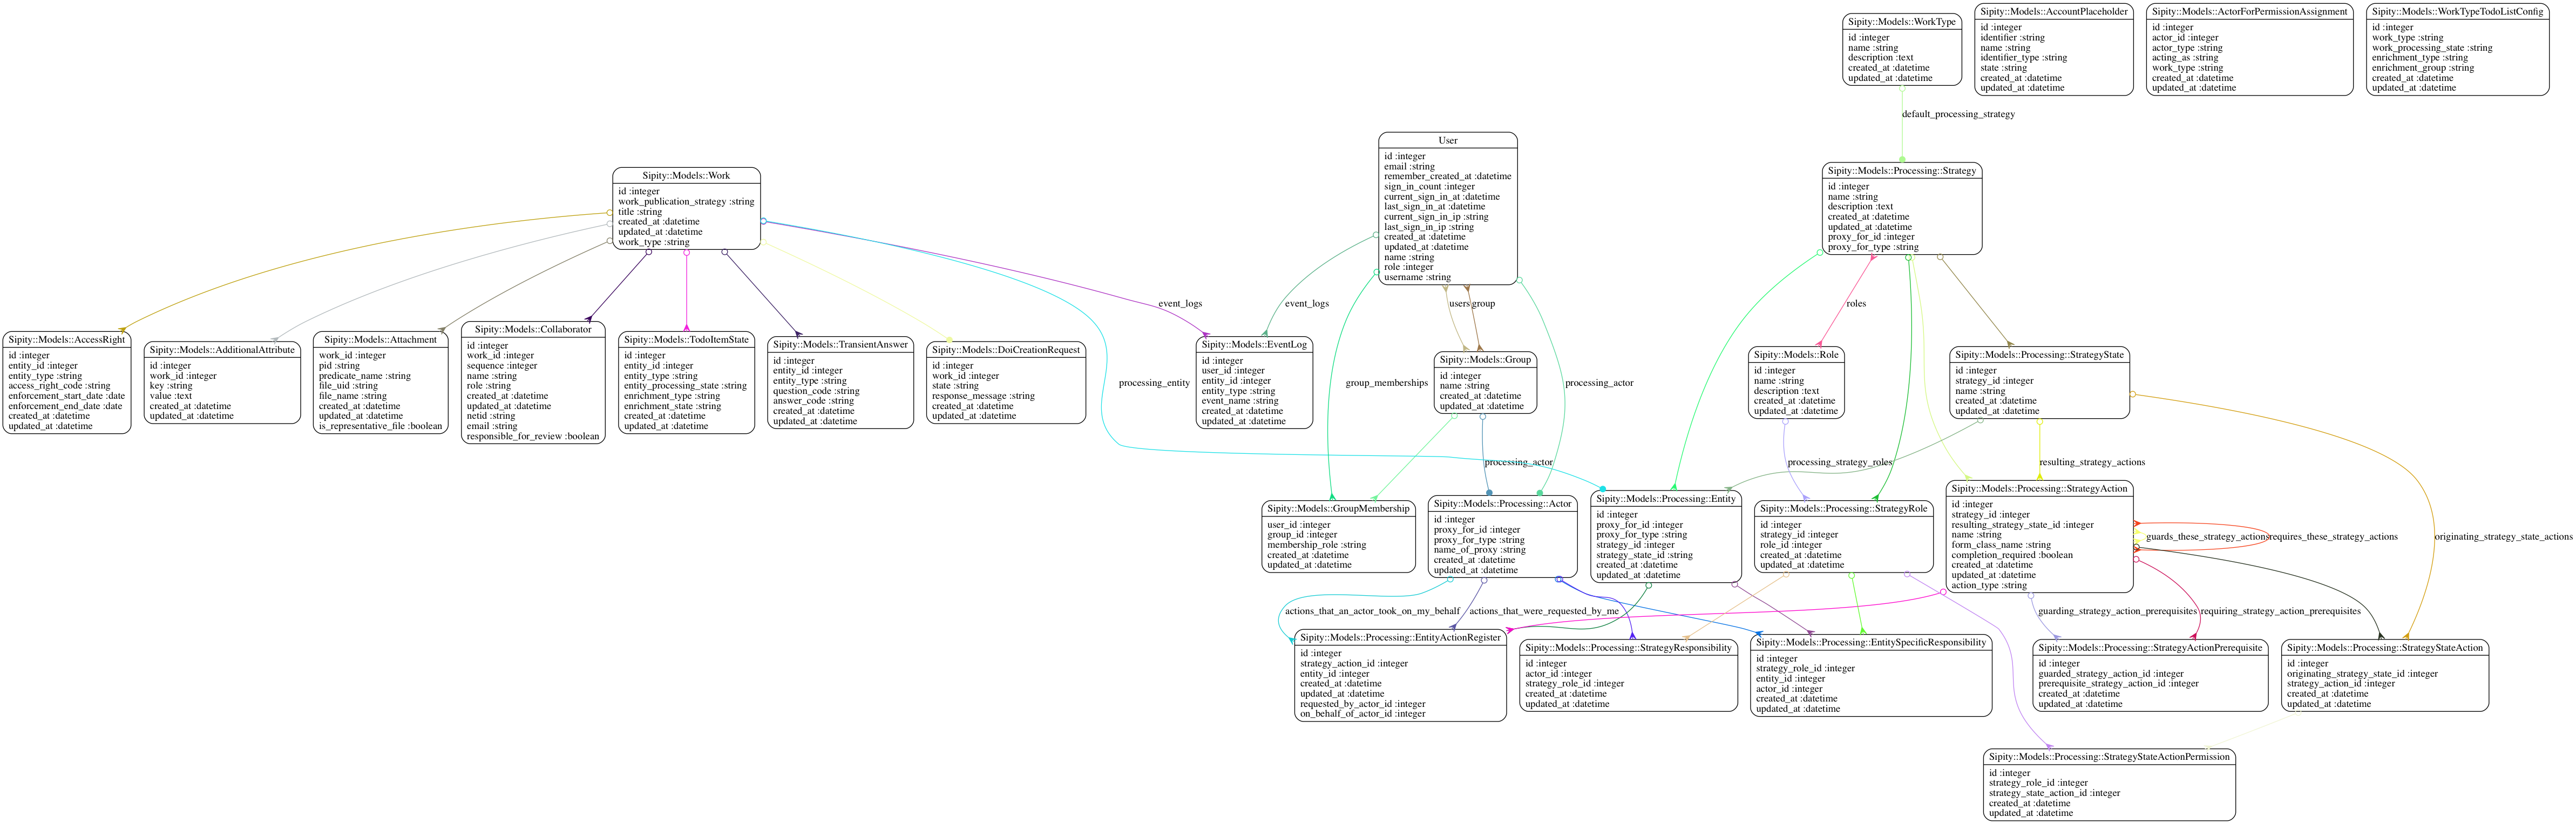 Sipity::Models::WorkType
id :integer
name :string
description :text
created_at :datetime
updated_at :datetime
Sipity::Models::AccountPlaceholder
id :integer
identifier :string
name :string
identifier_type :string
state :string
created_at :datetime
updated_at :datetime
Sipity::Models::ActorForPermissionAssignment
id :integer
actor_id :integer
actor_type :string
acting_as :string
work_type :string
created_at :datetime
updated_at :datetime
Sipity::Models::WorkTypeTodoListConfig
id :integer
work_type :string
work_processing_state :string
enrichment_type :string
enrichment_group :string
created_at :datetime
updated_at :datetime
default_processing_strategy
User
id :integer
email :string
remember_created_at :datetime
sign_in_count :integer
current_sign_in_at :datetime
last_sign_in_at :datetime
current_sign_in_ip :string
last_sign_in_ip :string
created_at :datetime
updated_at :datetime
name :string
role :integer
username :string
Sipity::Models::Work
id :integer
work_publication_strategy :string
title :string
created_at :datetime
updated_at :datetime
work_type :string
Sipity::Models::Processing::Strategy
id :integer
name :string
description :text
created_at :datetime
updated_at :datetime
proxy_for_id :integer
proxy_for_type :string
event_logs
event_logs
users
group
roles
Sipity::Models::AccessRight
id :integer
entity_id :integer
entity_type :string
access_right_code :string
enforcement_start_date :date
enforcement_end_date :date
created_at :datetime
updated_at :datetime
Sipity::Models::AdditionalAttribute
id :integer
work_id :integer
key :string
value :text
created_at :datetime
updated_at :datetime
Sipity::Models::Attachment
work_id :integer
pid :string
predicate_name :string
file_uid :string
file_name :string
created_at :datetime
updated_at :datetime
is_representative_file :boolean
Sipity::Models::Collaborator
id :integer
work_id :integer
sequence :integer
name :string
role :string
created_at :datetime
updated_at :datetime
netid :string
email :string
responsible_for_review :boolean
Sipity::Models::TodoItemState
id :integer
entity_id :integer
entity_type :string
entity_processing_state :string
enrichment_type :string
enrichment_state :string
created_at :datetime
updated_at :datetime
Sipity::Models::TransientAnswer
id :integer
entity_id :integer
entity_type :string
question_code :string
answer_code :string
created_at :datetime
updated_at :datetime
Sipity::Models::DoiCreationRequest
id :integer
work_id :integer
state :string
response_message :string
created_at :datetime
updated_at :datetime
processing_entity
Sipity::Models::EventLog
id :integer
user_id :integer
entity_id :integer
entity_type :string
event_name :string
created_at :datetime
updated_at :datetime
group_memberships
Sipity::Models::Group
id :integer
name :string
created_at :datetime
updated_at :datetime
processing_actor
Sipity::Models::Role
id :integer
name :string
description :text
created_at :datetime
updated_at :datetime
Sipity::Models::Processing::StrategyState
id :integer
strategy_id :integer
name :string
created_at :datetime
updated_at :datetime
processing_actor
processing_strategy_roles
resulting_strategy_actions
Sipity::Models::GroupMembership
user_id :integer
group_id :integer
membership_role :string
created_at :datetime
updated_at :datetime
Sipity::Models::Processing::Actor
id :integer
proxy_for_id :integer
proxy_for_type :string
name_of_proxy :string
created_at :datetime
updated_at :datetime
Sipity::Models::Processing::Entity
id :integer
proxy_for_id :integer
proxy_for_type :string
strategy_id :integer
strategy_state_id :string
created_at :datetime
updated_at :datetime
Sipity::Models::Processing::StrategyRole
id :integer
strategy_id :integer
role_id :integer
created_at :datetime
updated_at :datetime
Sipity::Models::Processing::StrategyAction
id :integer
strategy_id :integer
resulting_strategy_state_id :integer
name :string
form_class_name :string
completion_required :boolean
created_at :datetime
updated_at :datetime
action_type :string
guards_these_strategy_actions
requires_these_strategy_actions
originating_strategy_state_actions
actions_that_an_actor_took_on_my_behalf
actions_that_were_requested_by_me
guarding_strategy_action_prerequisites
requiring_strategy_action_prerequisites
Sipity::Models::Processing::EntityActionRegister
id :integer
strategy_action_id :integer
entity_id :integer
created_at :datetime
updated_at :datetime
requested_by_actor_id :integer
on_behalf_of_actor_id :integer
Sipity::Models::Processing::StrategyResponsibility
id :integer
actor_id :integer
strategy_role_id :integer
created_at :datetime
updated_at :datetime
Sipity::Models::Processing::EntitySpecificResponsibility
id :integer
strategy_role_id :integer
entity_id :integer
actor_id :integer
created_at :datetime
updated_at :datetime
Sipity::Models::Processing::StrategyActionPrerequisite
id :integer
guarded_strategy_action_id :integer
prerequisite_strategy_action_id :integer
created_at :datetime
updated_at :datetime
Sipity::Models::Processing::StrategyStateAction
id :integer
originating_strategy_state_id :integer
strategy_action_id :integer
created_at :datetime
updated_at :datetime
Sipity::Models::Processing::StrategyStateActionPermission
id :integer
strategy_role_id :integer
strategy_state_action_id :integer
created_at :datetime
updated_at :datetime